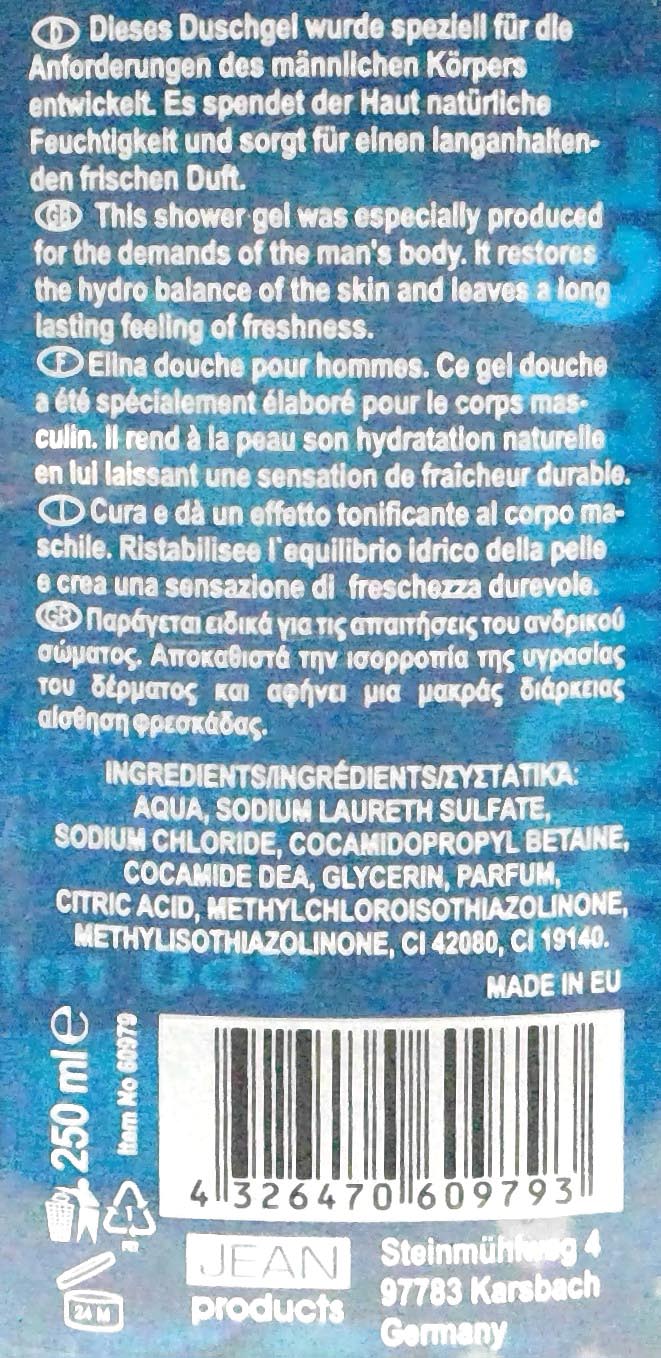 D Dieses Duschgel wurde speziell für die
Anforderungen des männlichen Körpers
entwickelt. Es spendet der Haut natürliche
Feuchtigkeit und sorgt für einen langanhalten-
den frischen Duft.
GB This shower gel was especially produced
for the demands of the man's body. It restores
the hydro balance of the skin and leaves a long
lasting feeling of freshness.
F Elina douche pour hommes. Ce gel douche
a été spécialement élaboré pour le corps mas-
culin. Il rend à la peau son hydratation naturelle
en lui laissant une sensation de fraîcheur durable.
I Cura e dà un effetto tonificante al corpo ma-
schile. Ristabilisee l'equilibrio idrico della pelle
e crea una sensazione di freschezza durevole.
GR Παράγεται ειδικά για τις απαιτήσεις του ανδρικού
σώματος. Αποκαθιστά την ισορροπία της υγρασίας
του δέρματος και αφήνει μια μακράς διάρκειας
αίσθηση φρεσκάδας.
INGREDIENTS/INGRÉDIENTS/ΣΥΣΤΑΤΙΚΑ:
AQUA, SODIUM LAURETH SULFATE,
SODIUM CHLORIDE, COCAMIDOPROPYL BETAINE,
COCAMIDE DEA, GLYCERIN, PARFUM,
CITRIC ACID, METHYLCHLOROISOTHIAZOLINONE,
METHYLISOTHIAZOLINONE, CI 42080, CI 19140.
MADE IN EU
250 ml e
Item No 60979
4 326470 609793
24 M
JEAN
products
4
97783 Karsbach
Germany